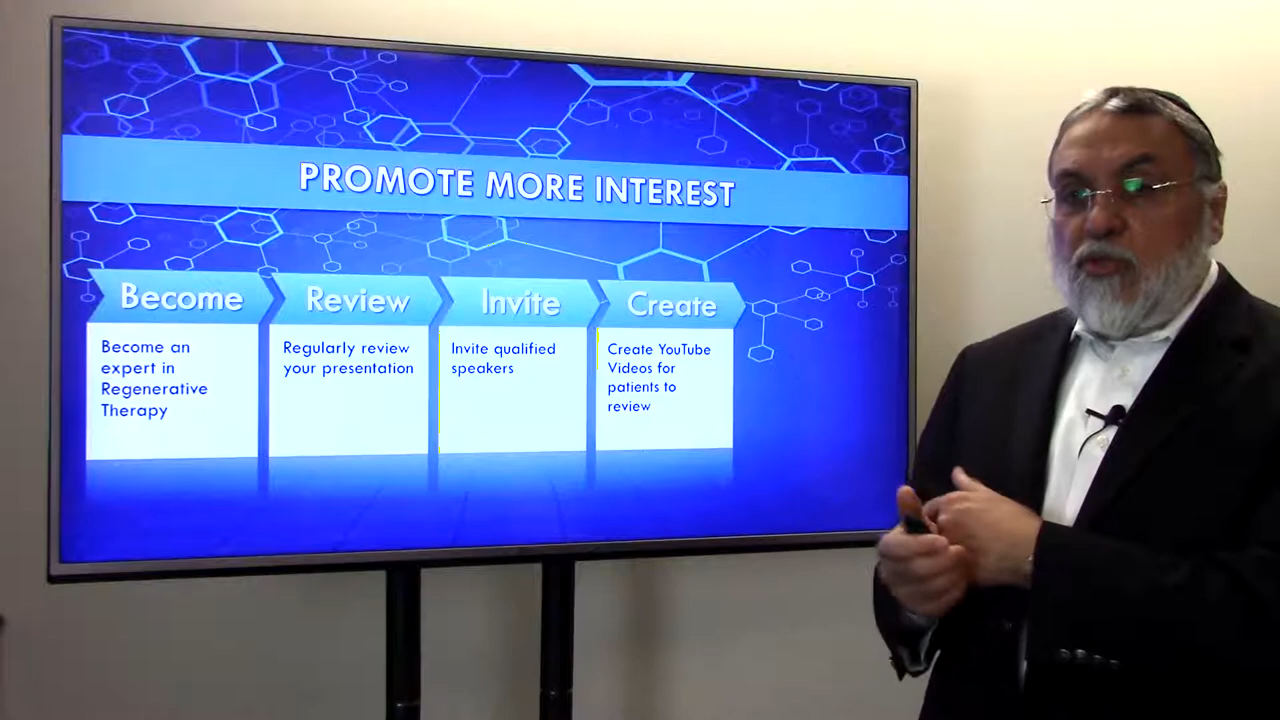 PROMOTE MORE INTEREST
Become
Become an
expert in
Regenerative
Therapy
Review
Regularly review
your presentation
Invite
Invite qualified
speakers
Create
Create YouTube
Videos for
patients to
review